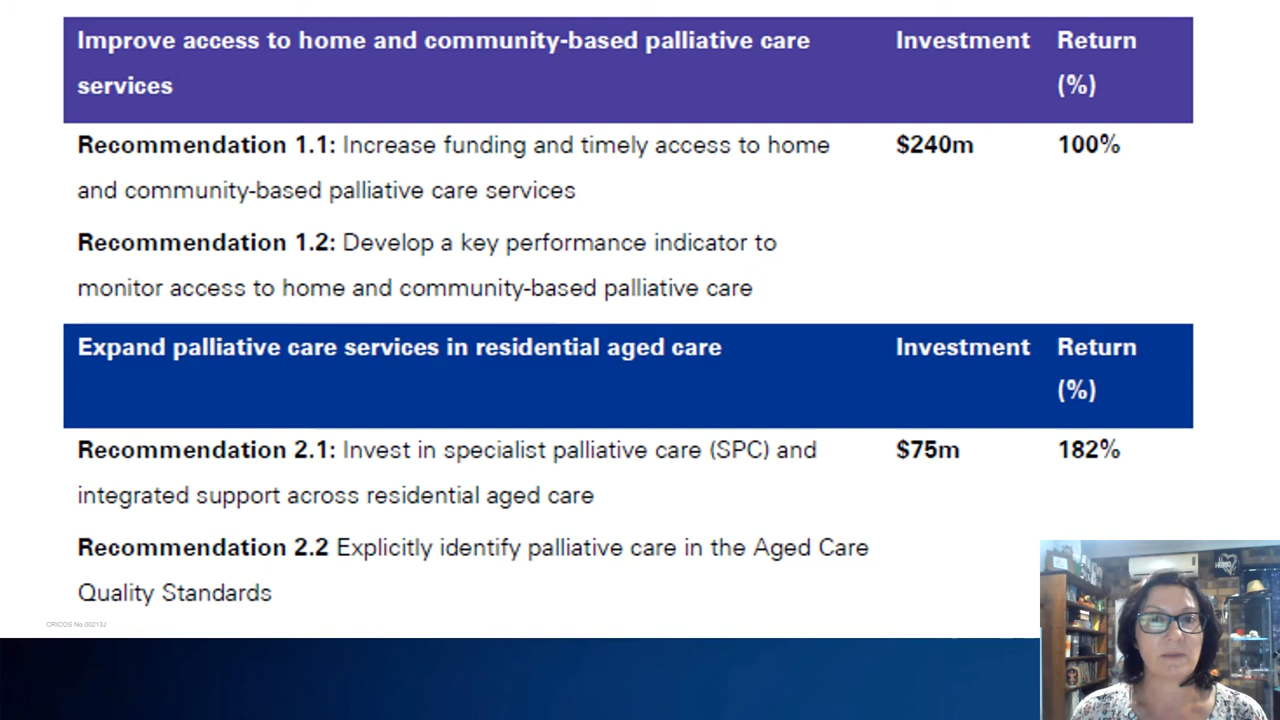 Improve access to home and community-based palliative care Investment Return
services (%)
Recommendation 1.1: Increase funding and timely access to home $240m 100%
and community-based palliative care services
Recommendation 1.2: Develop a key performance indicator to
monitor access to home and community-based palliative care
Expand palliative care services in residential aged care Investment Return
(%)
Recommendation 2.1: Invest in specialist palliative care (SPC) and $75m 182%
integrated support across residential aged care
Recommendation 2.2 Explicitly identify palliative care in the Aged Care
Quality Standards
CRICOS No.00213J